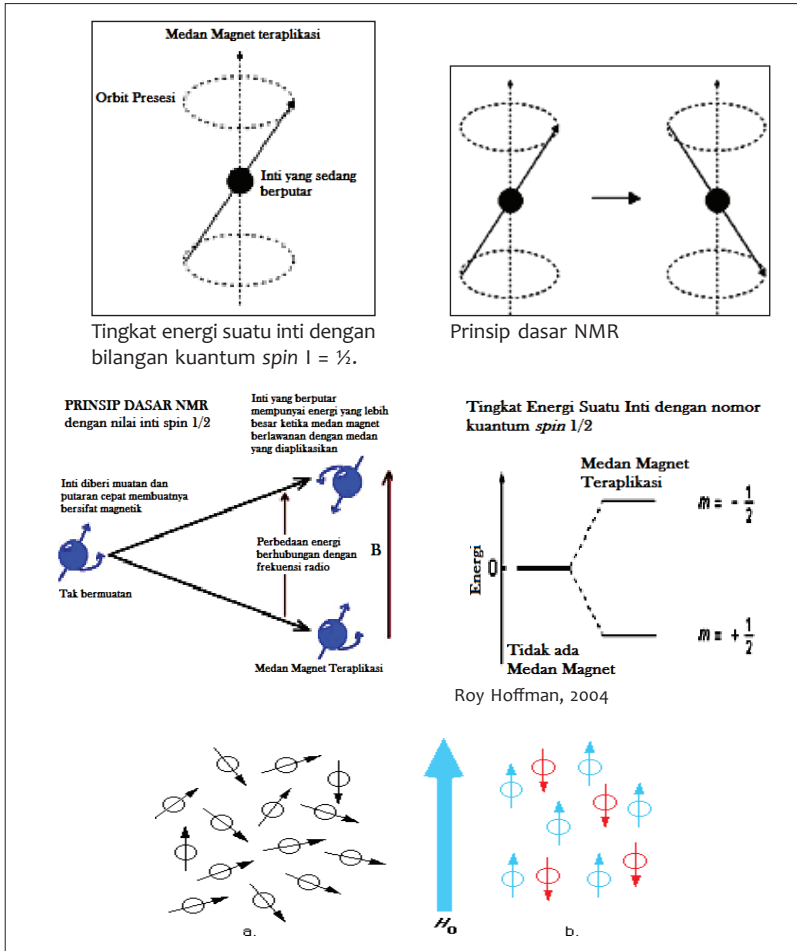 Medan Magnet teraplikasi
Orbit Presesi
Inti yang sedang
berputar
Tingkat energi suatu inti dengan
bilangan kuantum spin I = ½.
Prinsip dasar NMR
PRINSIP DASAR NMR
dengan nilai inti spin 1/2
Inti yang berputar
mempunyai energi yang lebih
besar ketika medan magnet
berlawanan dengan medan
yang diaplikasikan
Inti diberi muatan dan
putaran cepat membuatnya
bersifat magnetik
Perbedaan energi
berhubungan dengan
frekuensi radio
B
Tak bermuatan
Medan Magnet Teraplikasi
Tingkat Energi Suatu Inti dengan nomor
kuantum spin 1/2
Medan Magnet
Teraplikasi
m = - 1/2
Energi
0
m = + 1/2
Tidak ada
Medan Magnet
Roy Hoffman, 2004
a.
H₀
b.